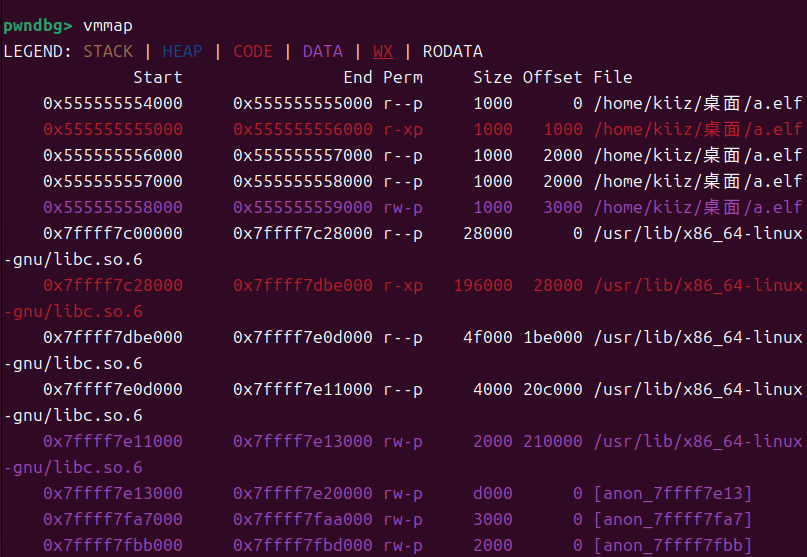 pwndbg> vmmap
LEGEND: STACK | HEAP | CODE | DATA | WX | RODATA
Start End Perm Size Offset File
0x555555554000 0x555555555000 r--p 1000 0 /home/kiiz/桌面/a.elf
0x555555555000 0x555555556000 r-xp 1000 1000 /home/kiiz/桌面/a.elf
0x555555556000 0x555555557000 r--p 1000 2000 /home/kiiz/桌面/a.elf
0x555555557000 0x555555558000 r--p 1000 2000 /home/kiiz/桌面/a.elf
0x555555558000 0x555555559000 rw-p 1000 3000 /home/kiiz/桌面/a.elf
0x7ffff7c00000 0x7ffff7c28000 r--p 28000 0 /usr/lib/x86_64-linux
-gnu/libc.so.6
0x7ffff7c28000 0x7ffff7dbe000 r-xp 196000 28000 /usr/lib/x86_64-linux
-gnu/libc.so.6
0x7ffff7dbe000 0x7ffff7e0d000 r--p 4f000 1be000 /usr/lib/x86_64-linux
-gnu/libc.so.6
0x7ffff7e0d000 0x7ffff7e11000 r--p 4000 20c000 /usr/lib/x86_64-linux
-gnu/libc.so.6
0x7ffff7e11000 0x7ffff7e13000 rw-p 2000 210000 /usr/lib/x86_64-linux
-gnu/libc.so.6
0x7ffff7e13000 0x7ffff7e20000 rw-p d000 0 [anon_7ffff7e13]
0x7ffff7fa7000 0x7ffff7faa000 rw-p 3000 0 [anon_7ffff7fa7]
0x7ffff7fbb000 0x7ffff7fbd000 rw-p 2000 0 [anon_7ffff7fbb]